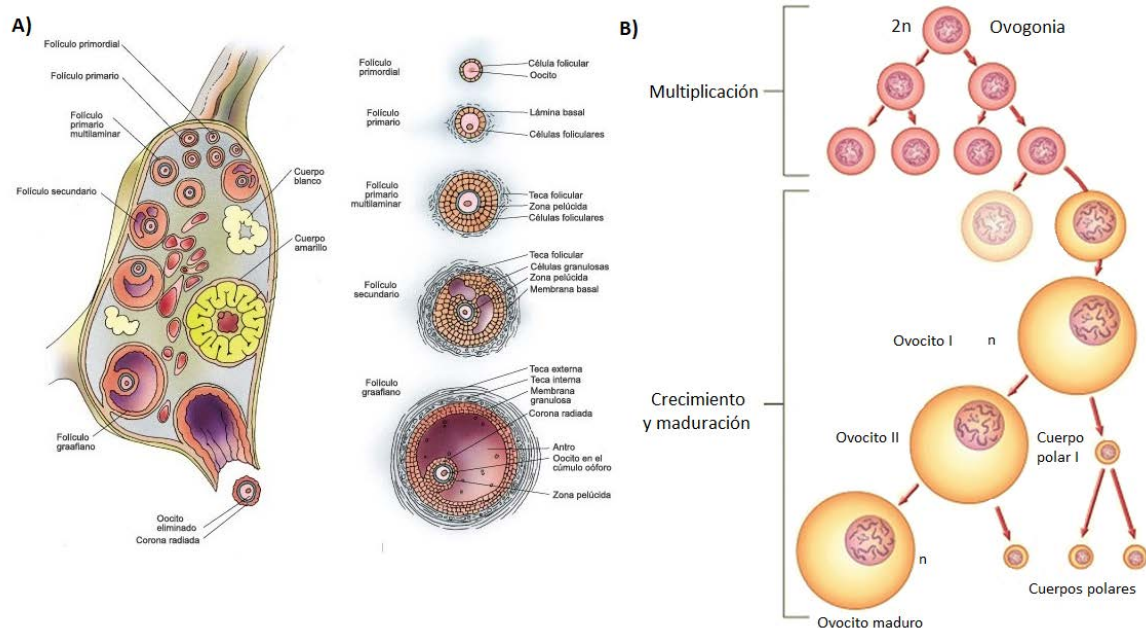 A)
Folículo primordial
Folículo primario
Folículo
primario
multilaminar
Folículo secundario
Cuerpo
blanco
Cuerpo
amarillo
Folículo
graafiano
Oocito
eliminado
Corona radiada
Folículo
primordial
Célula folicular
Oocito
Folículo
primario
Lámina basal
Células foliculares
Folículo
primario
multilaminar
Teca folicular
Zona pelúcida
Células foliculares
Folículo
secundario
Teca folicular
Células granulosas
Zona pelúcida
Membrana basal
Folículo
graafiano
Teca externa
Teca interna
Membrana
granulosa
Corona radiada
Antro
Oocito en el
cúmulo oóforo
Zona pelúcida
B)
2n
Ovogonia
Multiplicación
Crecimiento
y maduración
Ovocito I
n
Ovocito II
Cuerpo
polar I
n
Cuerpos polares
Ovocito maduro